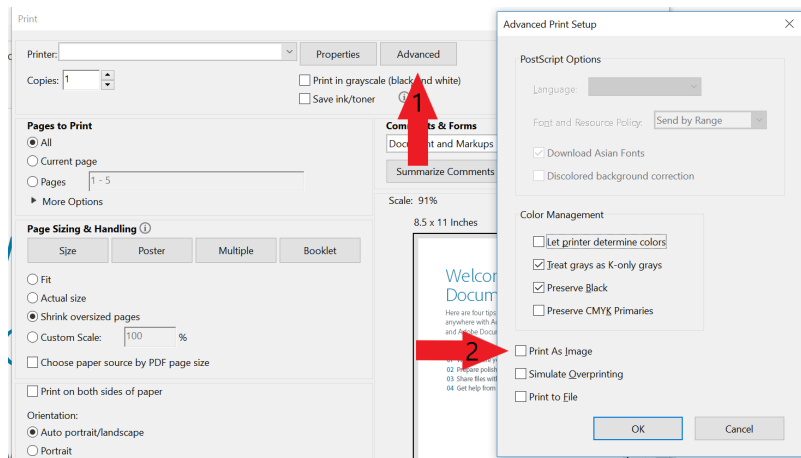 Print
Printer:
Properties
Advanced
Copies: 1
Print in grayscale (black and white)
Save ink/toner
1
Pages to Print
All
Current page
Pages 1 - 5
More Options
Comments & Forms
Document and Markups
Summarize Comments
Scale: 91%
8.5 x 11 Inches
Page Sizing & Handling
Size
Poster
Multiple
Booklet
Fit
Actual size
Shrink oversized pages
Custom Scale: 100 %
Choose paper source by PDF page size
Print on both sides of paper
Orientation:
Auto portrait/landscape
Portrait
Welcor
Docum
Here are four tips
anywhere with A
and Adobe Docu
2
02 Prepare polish
03 Share files with
04 Get help from
Advanced Print Setup
PostScript Options
Language:
Font and Resource Policy: Send by Range
Download Asian Fonts
Discolored background correction
Color Management
Let printer determine colors
Treat grays as K-only grays
Preserve Black
Preserve CMYK Primaries
Print As Image
Simulate Overprinting
Print to File
OK
Cancel